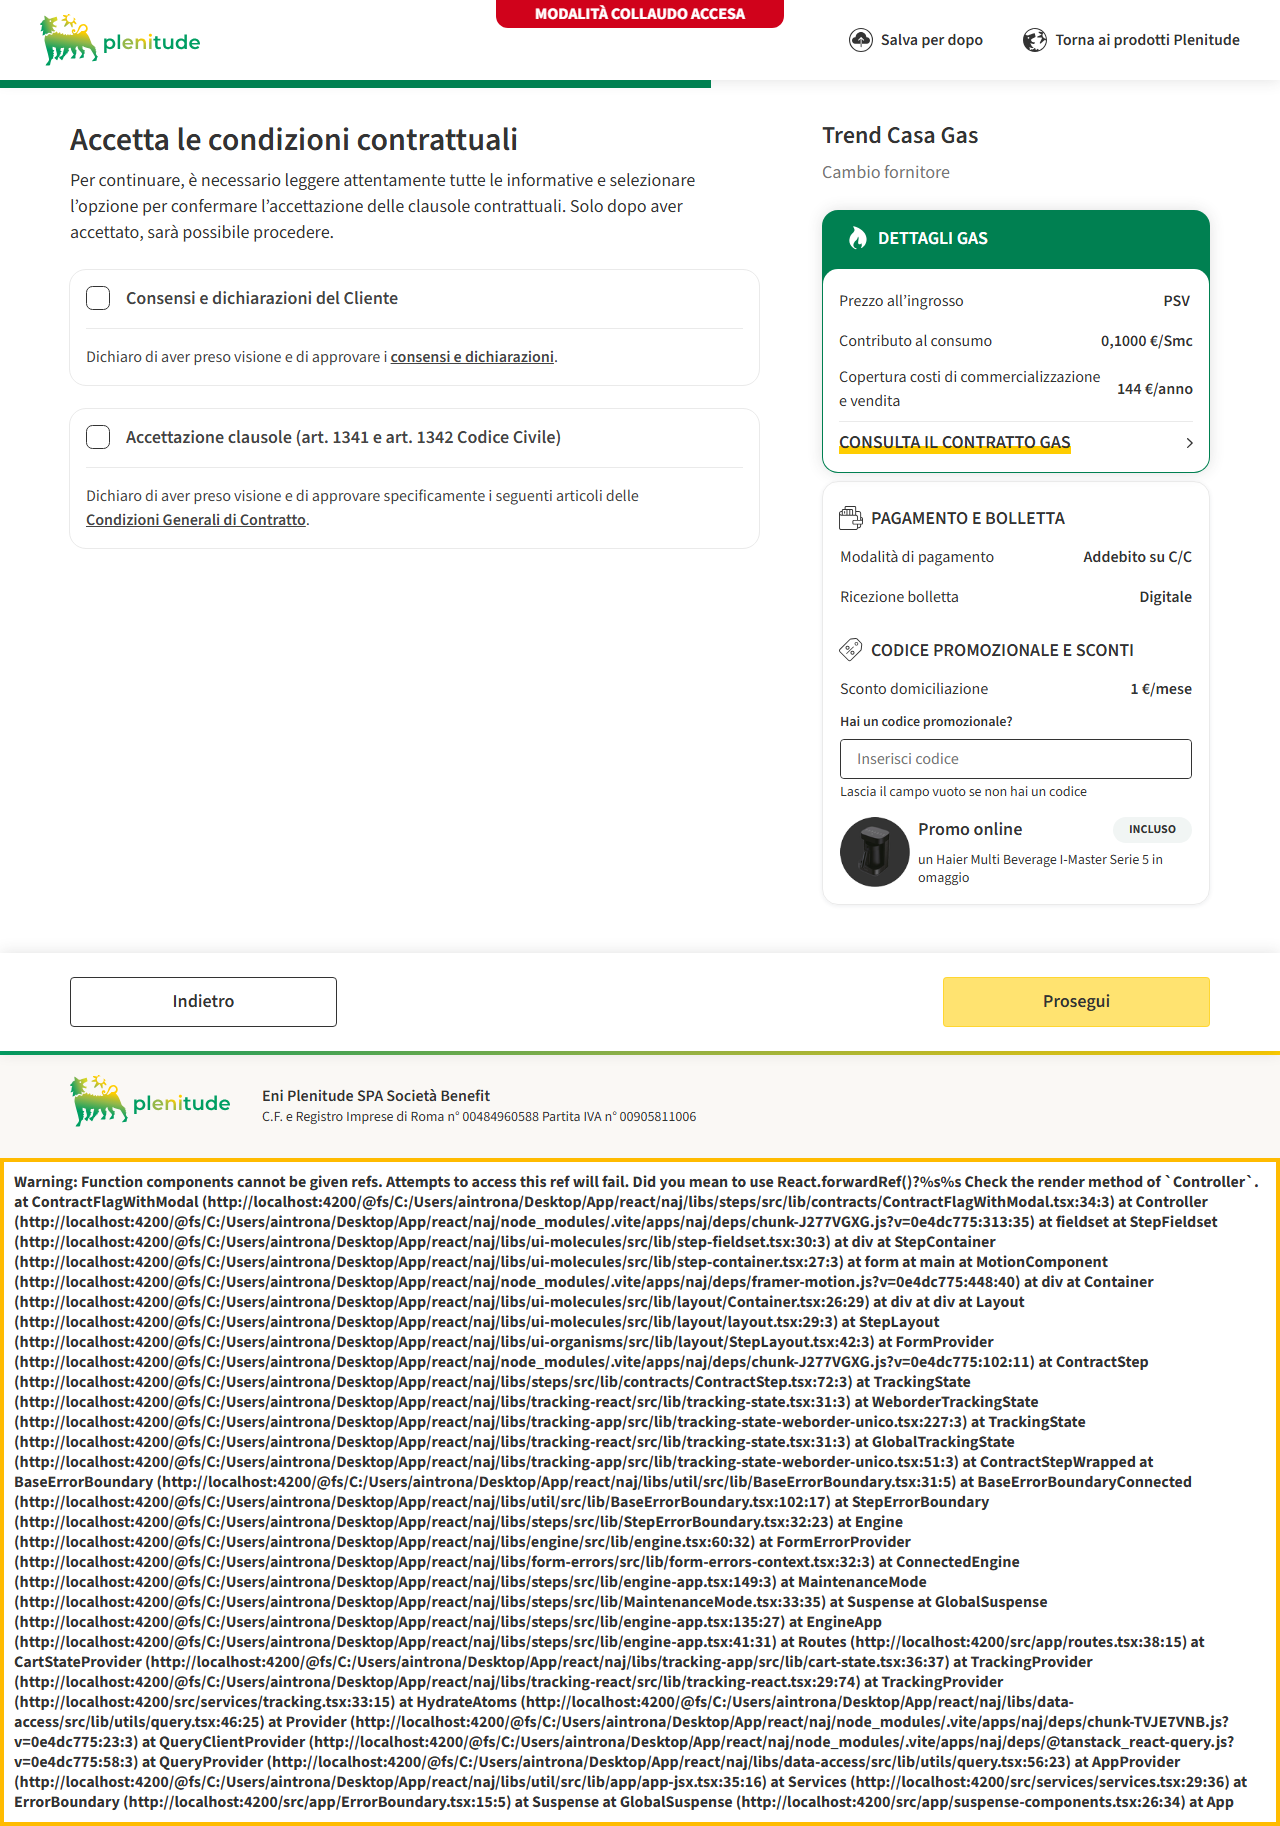 MODALITÀ COLLAUDO ACCESA
plenitude
Salva per dopo
Torna ai prodotti Plenitude
Accetta le condizioni contrattuali
Per continuare, è necessario leggere attentamente tutte le informative e selezionare
l’opzione per confermare l’accettazione delle clausole contrattuali. Solo dopo aver
accettato, sarà possibile procedere.
Consensi e dichiarazioni del Cliente
Dichiaro di aver preso visione e di approvare i consensi e dichiarazioni.
Accettazione clausole (art. 1341 e art. 1342 Codice Civile)
Dichiaro di aver preso visione e di approvare specificamente i seguenti articoli delle
Condizioni Generali di Contratto.
Trend Casa Gas
Cambio fornitore
DETTAGLI GAS
Prezzo all’ingrosso PSV
Contributo al consumo 0,1000 €/Smc
Copertura costi di commercializzazione
e vendita 144 €/anno
CONSULTA IL CONTRATTO GAS
PAGAMENTO E BOLLETTA
Modalità di pagamento Addebito su C/C
Ricezione bolletta Digitale
CODICE PROMOZIONALE E SCONTI
Sconto domiciliazione 1 €/mese
Hai un codice promozionale?
Inserisci codice
Lascia il campo vuoto se non hai un codice
Promo online INCLUSO
un Haier Multi Beverage I-Master Serie 5 in
omaggio
Indietro
Prosegui
plenitude
Eni Plenitude SPA Società Benefit
C.F. e Registro Imprese di Roma n° 00484960588 Partita IVA n° 00905811006
Warning: Function components cannot be given refs. Attempts to access this ref will fail. Did you mean to use React.forwardRef()?%s%s Check the render method of `Controller`.
at ContractFlagWithModal (http://localhost:4200/@fs/C:/Users/aintrona/Desktop/App/react/naj/libs/steps/src/lib/contracts/ContractFlagWithModal.tsx:34:3) at Controller
(http://localhost:4200/@fs/C:/Users/aintrona/Desktop/App/react/naj/node_modules/.vite/apps/naj/deps/chunk-J277VGXG.js?v=0e4dc775:313:35) at fieldset at StepFieldset
(http://localhost:4200/@fs/C:/Users/aintrona/Desktop/App/react/naj/libs/ui-molecules/src/lib/step-fieldset.tsx:30:3) at div at StepContainer
(http://localhost:4200/@fs/C:/Users/aintrona/Desktop/App/react/naj/libs/ui-molecules/src/lib/step-container.tsx:27:3) at form at main at MotionComponent
(http://localhost:4200/@fs/C:/Users/aintrona/Desktop/App/react/naj/node_modules/.vite/apps/naj/deps/framer-motion.js?v=0e4dc775:448:40) at div at Container
(http://localhost:4200/@fs/C:/Users/aintrona/Desktop/App/react/naj/libs/ui-molecules/src/lib/layout/Container.tsx:26:29) at div at div at Layout
(http://localhost:4200/@fs/C:/Users/aintrona/Desktop/App/react/naj/libs/ui-molecules/src/lib/layout/layout.tsx:29:3) at StepLayout
(http://localhost:4200/@fs/C:/Users/aintrona/Desktop/App/react/naj/libs/ui-organisms/src/lib/layout/StepLayout.tsx:42:3) at FormProvider
(http://localhost:4200/@fs/C:/Users/aintrona/Desktop/App/react/naj/node_modules/.vite/apps/naj/deps/chunk-J277VGXG.js?v=0e4dc775:102:11) at ContractStep
(http://localhost:4200/@fs/C:/Users/aintrona/Desktop/App/react/naj/libs/steps/src/lib/contracts/ContractStep.tsx:72:3) at TrackingState
(http://localhost:4200/@fs/C:/Users/aintrona/Desktop/App/react/naj/libs/tracking-react/src/lib/tracking-state.tsx:31:3) at WeborderTrackingState
(http://localhost:4200/@fs/C:/Users/aintrona/Desktop/App/react/naj/libs/tracking-app/src/lib/tracking-state-weborder-unico.tsx:227:3) at TrackingState
(http://localhost:4200/@fs/C:/Users/aintrona/Desktop/App/react/naj/libs/tracking-react/src/lib/tracking-state.tsx:31:3) at GlobalTrackingState
(http://localhost:4200/@fs/C:/Users/aintrona/Desktop/App/react/naj/libs/tracking-app/src/lib/tracking-state-weborder-unico.tsx:51:3) at ContractStepWrapped at
BaseErrorBoundary (http://localhost:4200/@fs/C:/Users/aintrona/Desktop/App/react/naj/libs/util/src/lib/BaseErrorBoundary.tsx:31:5) at BaseErrorBoundaryConnected
(http://localhost:4200/@fs/C:/Users/aintrona/Desktop/App/react/naj/libs/util/src/lib/BaseErrorBoundary.tsx:102:17) at StepErrorBoundary
(http://localhost:4200/@fs/C:/Users/aintrona/Desktop/App/react/naj/libs/steps/src/lib/StepErrorBoundary.tsx:32:23) at Engine
(http://localhost:4200/@fs/C:/Users/aintrona/Desktop/App/react/naj/libs/engine/src/lib/engine.tsx:60:32) at FormErrorProvider
(http://localhost:4200/@fs/C:/Users/aintrona/Desktop/App/react/naj/libs/form-errors/src/lib/form-errors-context.tsx:32:3) at ConnectedEngine
(http://localhost:4200/@fs/C:/Users/aintrona/Desktop/App/react/naj/libs/steps/src/lib/engine-app.tsx:149:3) at MaintenanceMode
(http://localhost:4200/@fs/C:/Users/aintrona/Desktop/App/react/naj/libs/steps/src/lib/MaintenanceMode.tsx:33:35) at Suspense at GlobalSuspense
(http://localhost:4200/@fs/C:/Users/aintrona/Desktop/App/react/naj/libs/steps/src/lib/engine-app.tsx:135:27) at EngineApp
(http://localhost:4200/@fs/C:/Users/aintrona/Desktop/App/react/naj/libs/steps/src/lib/engine-app.tsx:41:31) at Routes (http://localhost:4200/src/app/routes.tsx:38:15) at
CartStateProvider (http://localhost:4200/@fs/C:/Users/aintrona/Desktop/App/react/naj/libs/tracking-app/src/lib/cart-state.tsx:36:37) at TrackingProvider
(http://localhost:4200/@fs/C:/Users/aintrona/Desktop/App/react/naj/libs/tracking-react/src/lib/tracking-react.tsx:29:74) at TrackingProvider
(http://localhost:4200/src/services/tracking.tsx:33:15) at HydrateAtoms (http://localhost:4200/@fs/C:/Users/aintrona/Desktop/App/react/naj/libs/data-
access/src/lib/utils/query.tsx:46:25) at Provider (http://localhost:4200/@fs/C:/Users/aintrona/Desktop/App/react/naj/node_modules/.vite/apps/naj/deps/chunk-TVJE7VNB.js?
v=0e4dc775:23:3) at QueryClientProvider (http://localhost:4200/@fs/C:/Users/aintrona/Desktop/App/react/naj/node_modules/.vite/apps/naj/deps/@tanstack_react-query.js?
v=0e4dc775:58:3) at QueryProvider (http://localhost:4200/@fs/C:/Users/aintrona/Desktop/App/react/naj/libs/data-access/src/lib/utils/query.tsx:56:23) at AppProvider
(http://localhost:4200/@fs/C:/Users/aintrona/Desktop/App/react/naj/libs/util/src/lib/app/app-jsx.tsx:35:16) at Services (http://localhost:4200/src/services/services.tsx:29:36) at
ErrorBoundary (http://localhost:4200/src/app/ErrorBoundary.tsx:15:5) at Suspense at GlobalSuspense (http://localhost:4200/src/app/suspense-components.tsx:26:34) at App